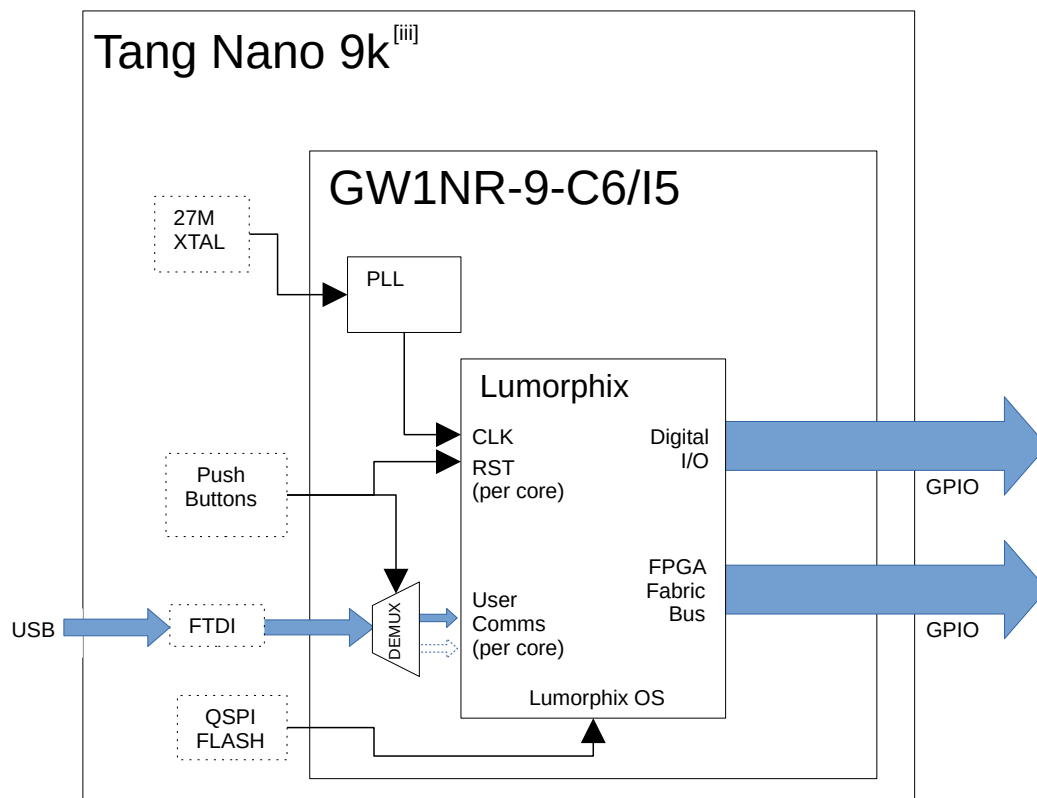 Tang Nano 9k[iii]
GW1NR-9-C6/I5
27M
XTAL
PLL
Lumorphix
CLK
RST
(per core)
Digital
I/O
GPIO
Push
Buttons
FPGA
Fabric
Bus
GPIO
User
Comms
(per core)
DEMUX
USB
FTDI
Lumorphix OS
QSPI
FLASH